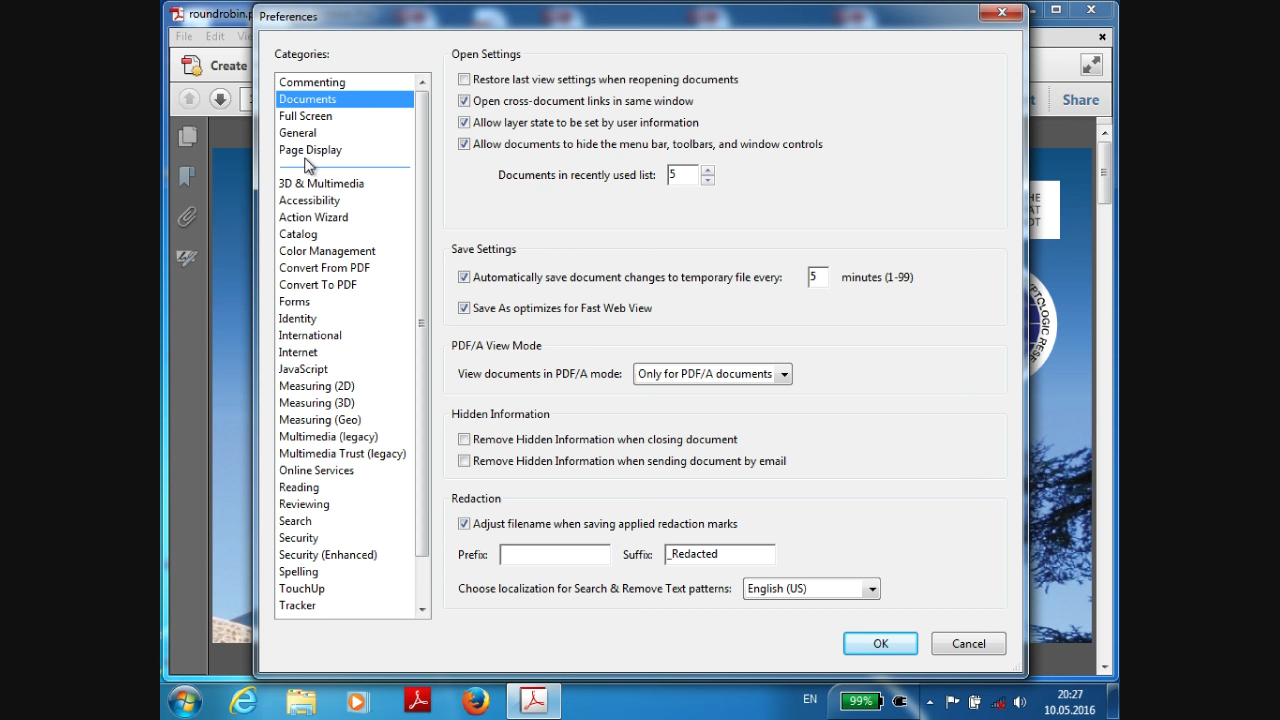 roundrobin.p
Preferences
File Edit Vi
Create
Share
Categories:
Commenting
Documents
Full Screen
General
Page Display
3D & Multimedia
Accessibility
Action Wizard
Catalog
Color Management
Convert From PDF
Convert To PDF
Forms
Identity
International
Internet
JavaScript
Measuring (2D)
Measuring (3D)
Measuring (Geo)
Multimedia (legacy)
Multimedia Trust (legacy)
Online Services
Reading
Reviewing
Search
Security
Security (Enhanced)
Spelling
TouchUp
Tracker
Open Settings
Restore last view settings when reopening documents
Open cross-document links in same window
Allow layer state to be set by user information
Allow documents to hide the menu bar, toolbars, and window controls
Documents in recently used list: 5
Save Settings
Automatically save document changes to temporary file every: 5 minutes (1-99)
Save As optimizes for Fast Web View
PDF/A View Mode
View documents in PDF/A mode: Only for PDF/A documents
Hidden Information
Remove Hidden Information when closing document
Remove Hidden Information when sending document by email
Redaction
Adjust filename when saving applied redaction marks
Prefix: Suffix: _Redacted
Choose localization for Search & Remove Text patterns: English (US)
OK Cancel
EN 99% 20:27
10.05.2016